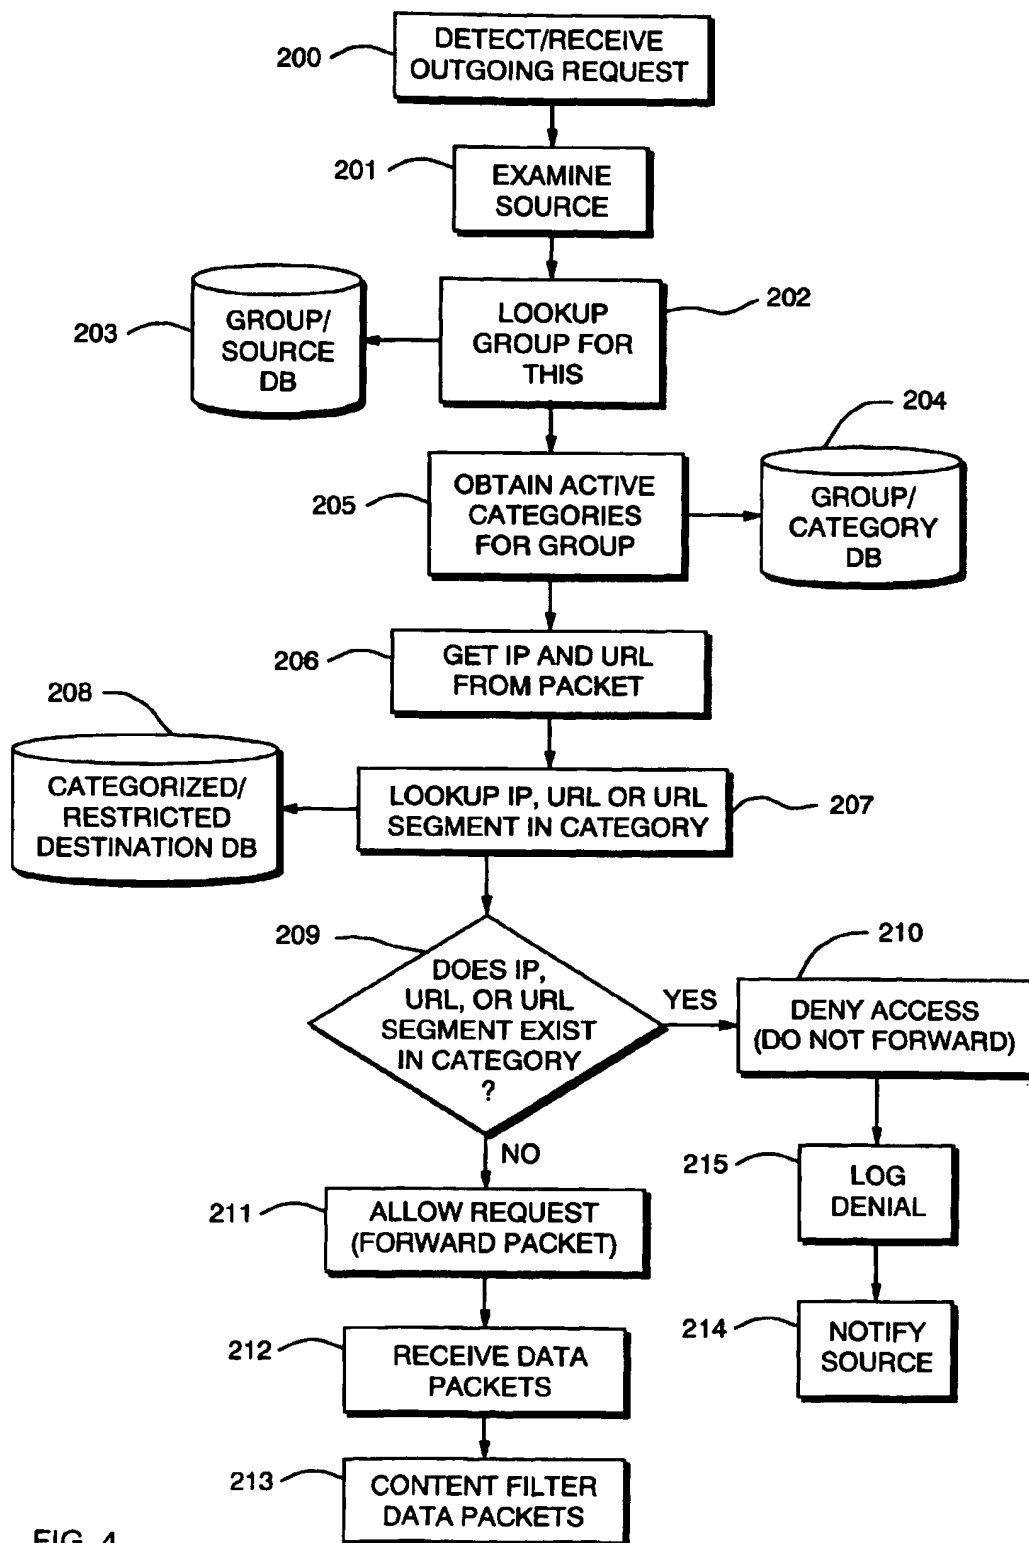 200
DETECT/RECEIVE
OUTGOING REQUEST
201
EXAMINE
SOURCE
202
LOOKUP
GROUP FOR
THIS
203
GROUP/
SOURCE
DB
204
GROUP/
CATEGORY
DB
205
OBTAIN ACTIVE
CATEGORIES
FOR GROUP
206
GET IP AND URL
FROM PACKET
208
CATEGORIZED/
RESTRICTED
DESTINATION DB
LOOKUP IP, URL OR URL
SEGMENT IN CATEGORY
207
209
DOES IP,
URL, OR URL
SEGMENT EXIST
IN CATEGORY
?
YES
210
DENY ACCESS
(DO NOT FORWARD)
NO
215
LOG
DENIAL
211
ALLOW REQUEST
(FORWARD PACKET)
214
NOTIFY
SOURCE
212
RECEIVE DATA
PACKETS
213
CONTENT FILTER
DATA PACKETS
FIG. 4